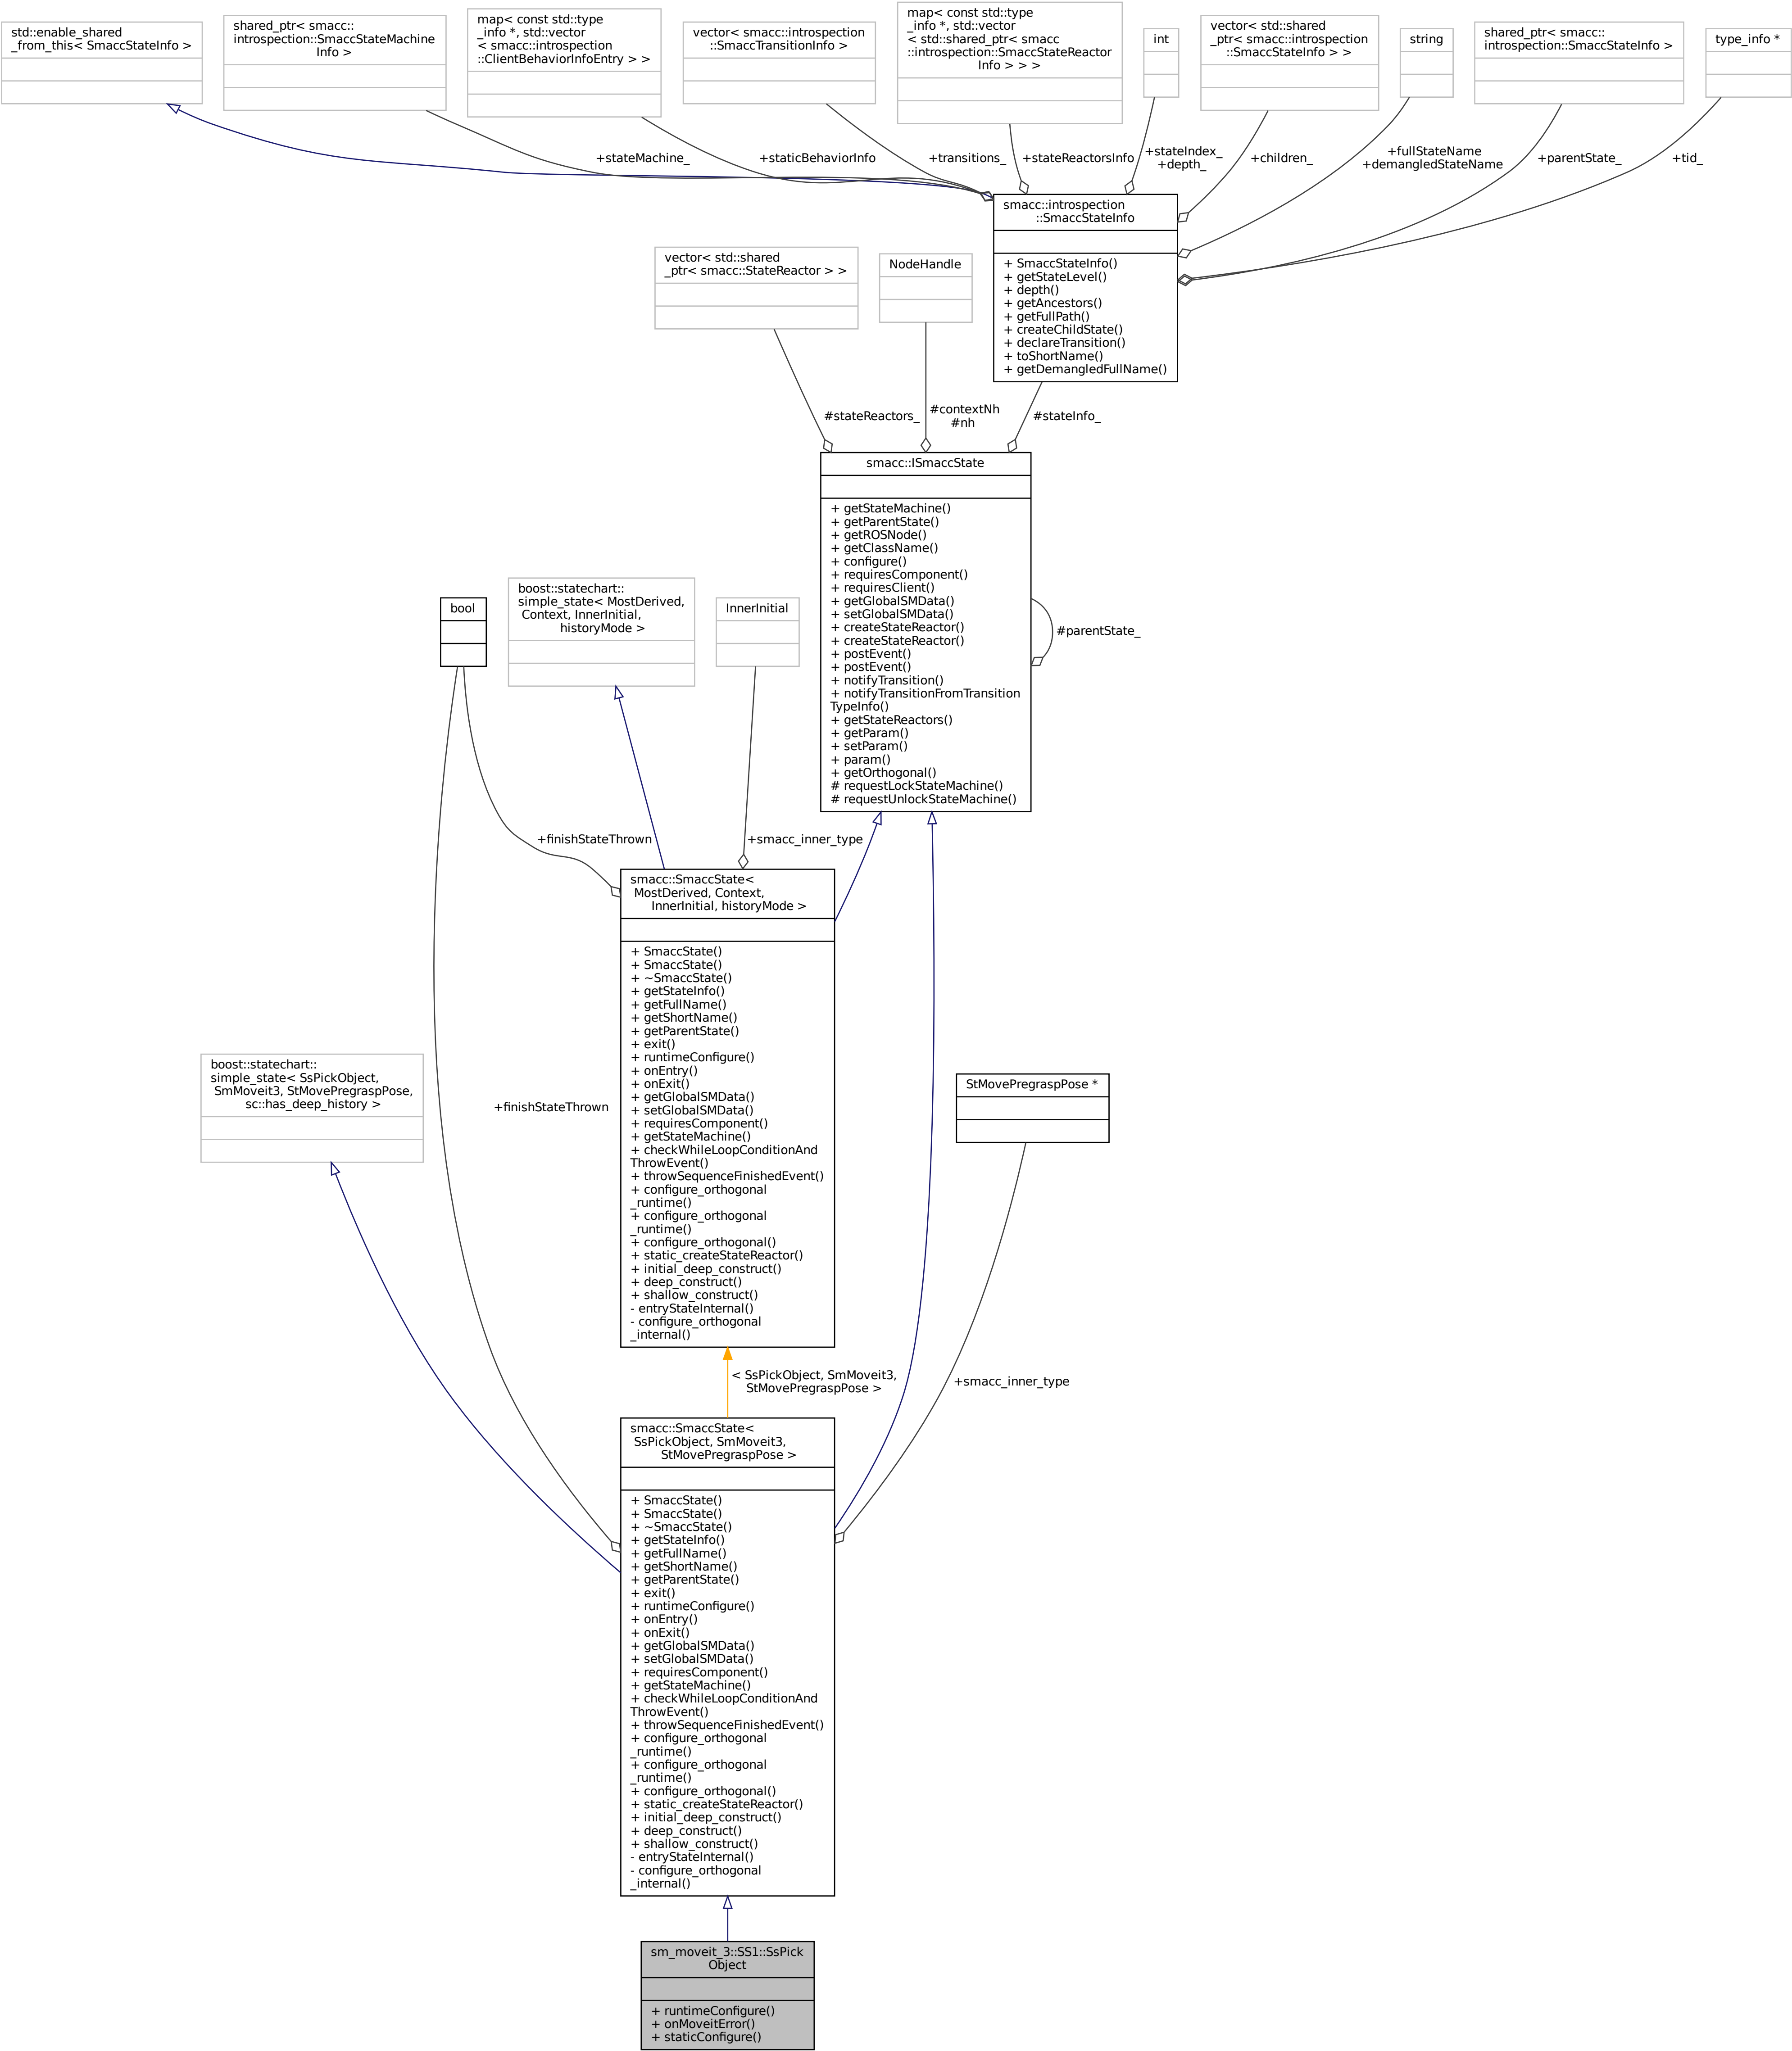 std::enable_shared
_from_this< SmaccStateInfo >
shared_ptr< smacc::
introspection::SmaccStateMachine
Info >
map< const std::type
_info *, std::vector
< smacc::introspection
::ClientBehaviorInfoEntry > >
vector< smacc::introspection
::SmaccTransitionInfo >
map< const std::type
_info *, std::vector
< std::shared_ptr< smacc
::introspection::SmaccStateReactor
Info > > >
int
vector< std::shared
_ptr< smacc::introspection
::SmaccStateInfo > >
string
shared_ptr< smacc::
introspection::SmaccStateInfo >
type_info *
+stateMachine_
+staticBehaviorInfo
+transitions_
+stateReactorsInfo
+stateIndex_
+depth_
+children_
+fullStateName
+demangledStateName
+parentState_
+tid_
smacc::introspection
::SmaccStateInfo
+ SmaccStateInfo()
+ getStateLevel()
+ depth()
+ getAncestors()
+ getFullPath()
+ createChildState()
+ declareTransition()
+ toShortName()
+ getDemangledFullName()
vector< std::shared
_ptr< smacc::StateReactor > >
NodeHandle
#stateReactors_
#contextNh
#nh
#stateInfo_
smacc::ISmaccState
+ getStateMachine()
+ getParentState()
+ getROSNode()
+ getClassName()
+ configure()
+ requiresComponent()
+ requiresClient()
+ getGlobalSMData()
+ setGlobalSMData()
+ createStateReactor()
+ createStateReactor()
+ postEvent()
+ postEvent()
+ notifyTransition()
+ notifyTransitionFromTransition
TypeInfo()
+ getStateReactors()
+ getParam()
+ setParam()
+ param()
+ getOrthogonal()
# requestLockStateMachine()
# requestUnlockStateMachine()
#parentState_
bool
boost::statechart::
simple_state< MostDerived,
Context, InnerInitial,
historyMode >
InnerInitial
+finishStateThrown
+smacc_inner_type
smacc::SmaccState<
MostDerived, Context,
InnerInitial, historyMode >
+ SmaccState()
+ SmaccState()
+ ~SmaccState()
+ getStateInfo()
+ getFullName()
+ getShortName()
+ getParentState()
+ exit()
+ runtimeConfigure()
+ onEntry()
+ onExit()
+ getGlobalSMData()
+ setGlobalSMData()
+ requiresComponent()
+ getStateMachine()
+ checkWhileLoopConditionAnd
ThrowEvent()
+ throwSequenceFinishedEvent()
+ configure_orthogonal
_runtime()
+ configure_orthogonal
_runtime()
+ configure_orthogonal()
+ static_createStateReactor()
+ initial_deep_construct()
+ deep_construct()
+ shallow_construct()
- entryStateInternal()
- configure_orthogonal
_internal()
boost::statechart::
simple_state< SsPickObject,
SmMoveit3, StMovePregraspPose,
sc::has_deep_history >
+finishStateThrown
StMovePregraspPose *
< SsPickObject, SmMoveit3,
StMovePregraspPose >
+smacc_inner_type
smacc::SmaccState<
SsPickObject, SmMoveit3,
StMovePregraspPose >
+ SmaccState()
+ SmaccState()
+ ~SmaccState()
+ getStateInfo()
+ getFullName()
+ getShortName()
+ getParentState()
+ exit()
+ runtimeConfigure()
+ onEntry()
+ onExit()
+ getGlobalSMData()
+ setGlobalSMData()
+ requiresComponent()
+ getStateMachine()
+ checkWhileLoopConditionAnd
ThrowEvent()
+ throwSequenceFinishedEvent()
+ configure_orthogonal
_runtime()
+ configure_orthogonal
_runtime()
+ configure_orthogonal()
+ static_createStateReactor()
+ initial_deep_construct()
+ deep_construct()
+ shallow_construct()
- entryStateInternal()
- configure_orthogonal
_internal()
sm_moveit_3::SS1::SsPick
Object
+ runtimeConfigure()
+ onMoveitError()
+ staticConfigure()